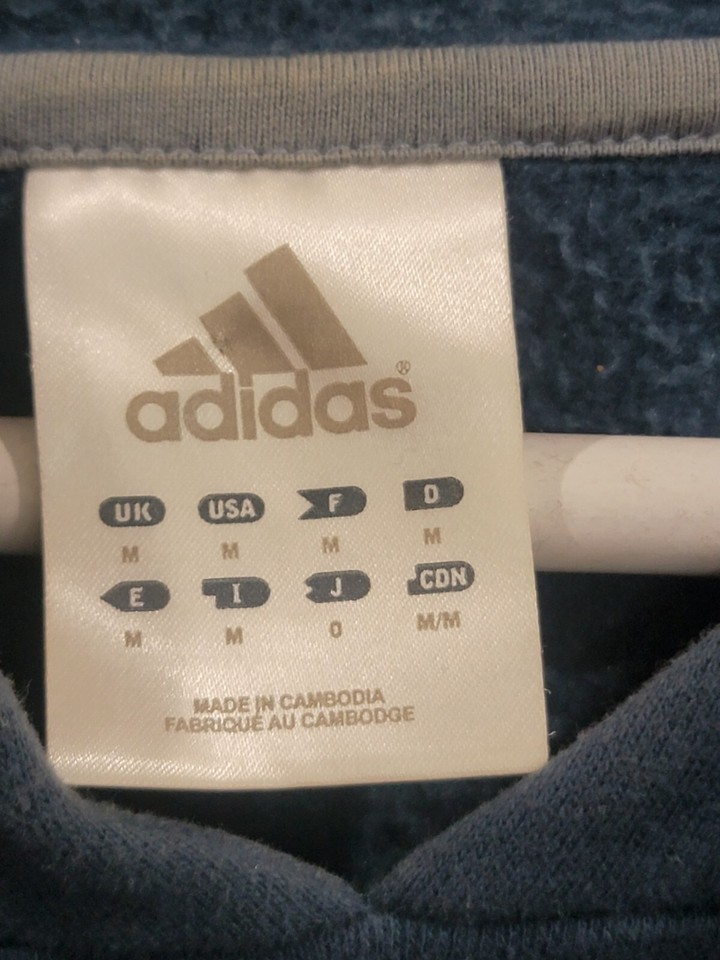 adidas®
UK USA F D
M M M M
E I J CDN
M M O M/M
MADE IN CAMBODIA
FABRIQUÉ AU CAMBODGE